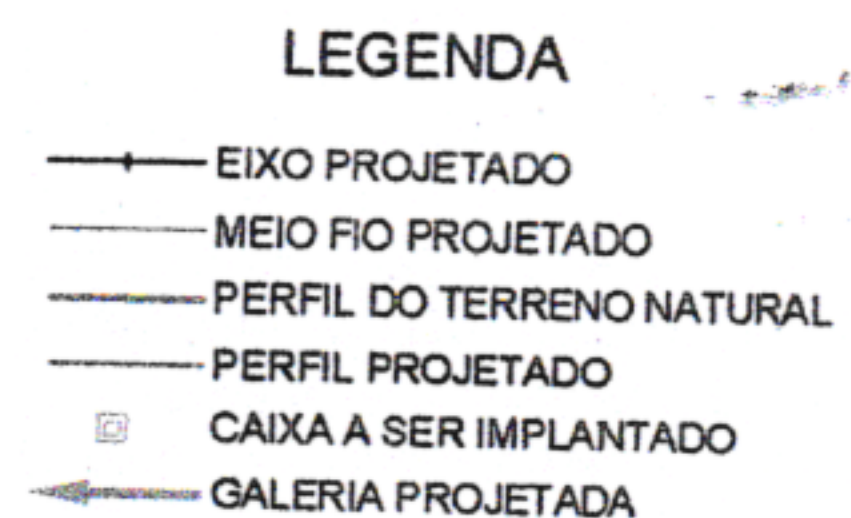 LEGENDA
EIXO PROJETADO
MEIO FIO PROJETADO
PERFIL DO TERRENO NATURAL
PERFIL PROJETADO
CAIXA A SER IMPLANTADO
GALERIA PROJETADA